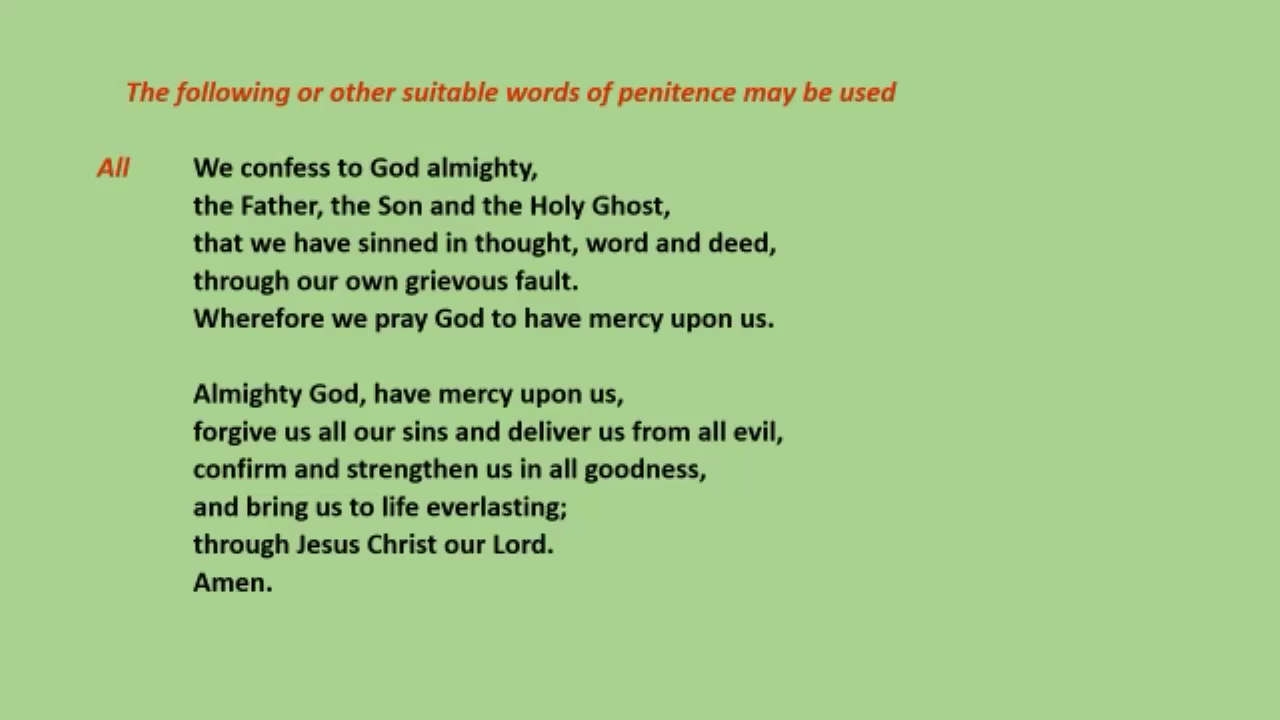 The following or other suitable words of penitence may be used
All We confess to God almighty,
the Father, the Son and the Holy Ghost,
that we have sinned in thought, word and deed,
through our own grievous fault.
Wherefore we pray God to have mercy upon us.
Almighty God, have mercy upon us,
forgive us all our sins and deliver us from all evil,
confirm and strengthen us in all goodness,
and bring us to life everlasting;
through Jesus Christ our Lord.
Amen.